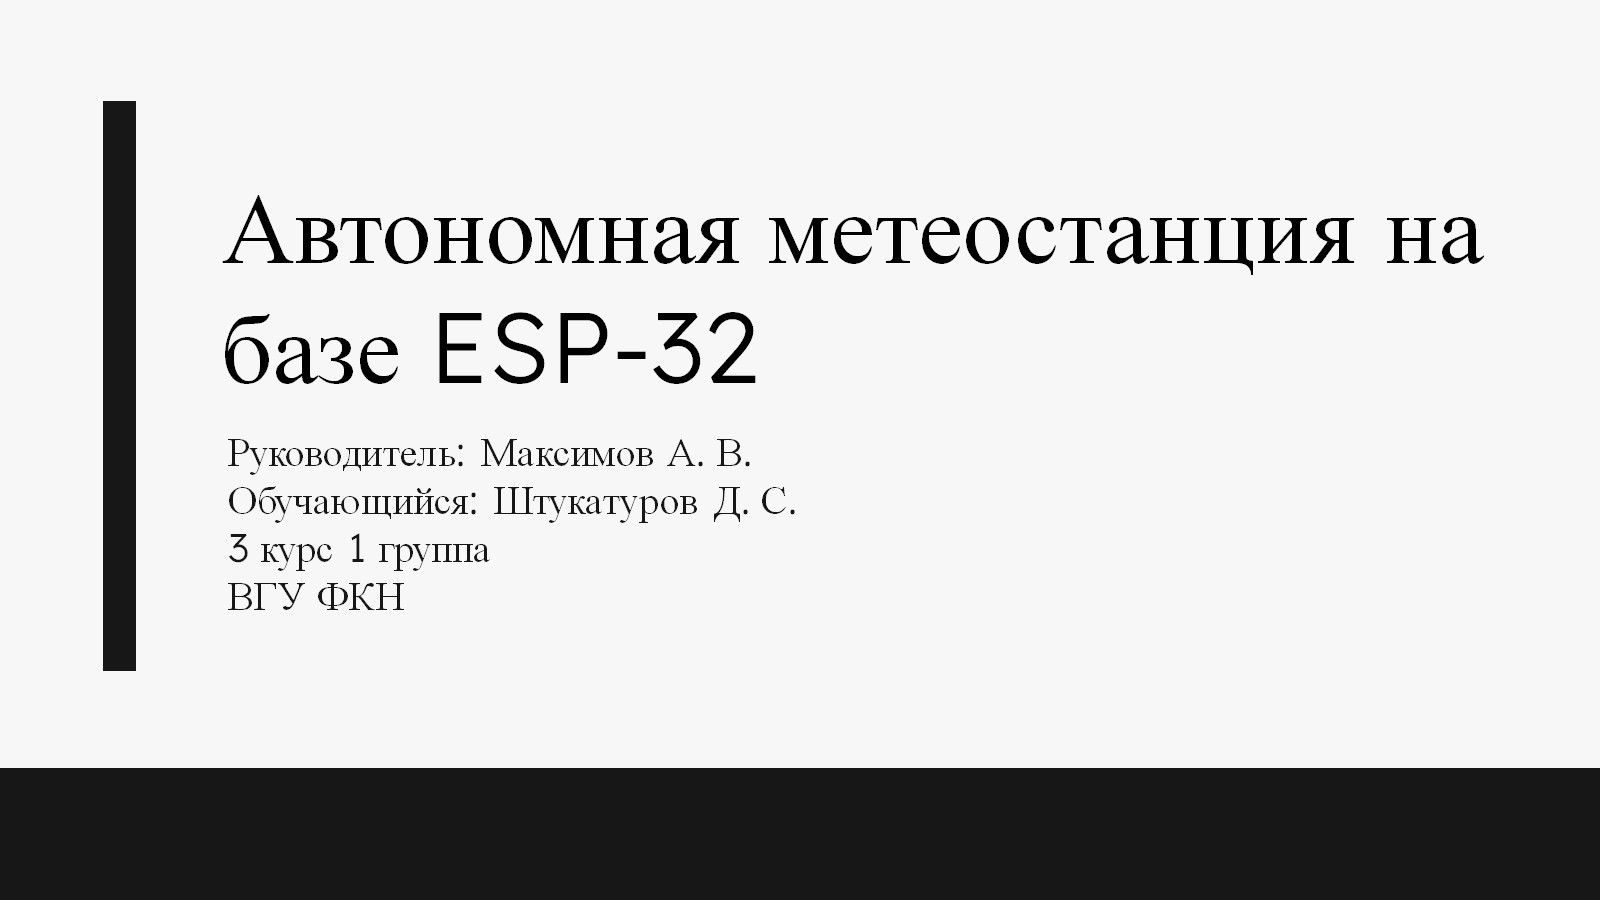 Автономная метеостанция на
базе ESP-32
Руководитель: Максимов А. В.
Обучающийся: Штукатуров Д. С.
3 курс 1 группа
ВГУ ФКН